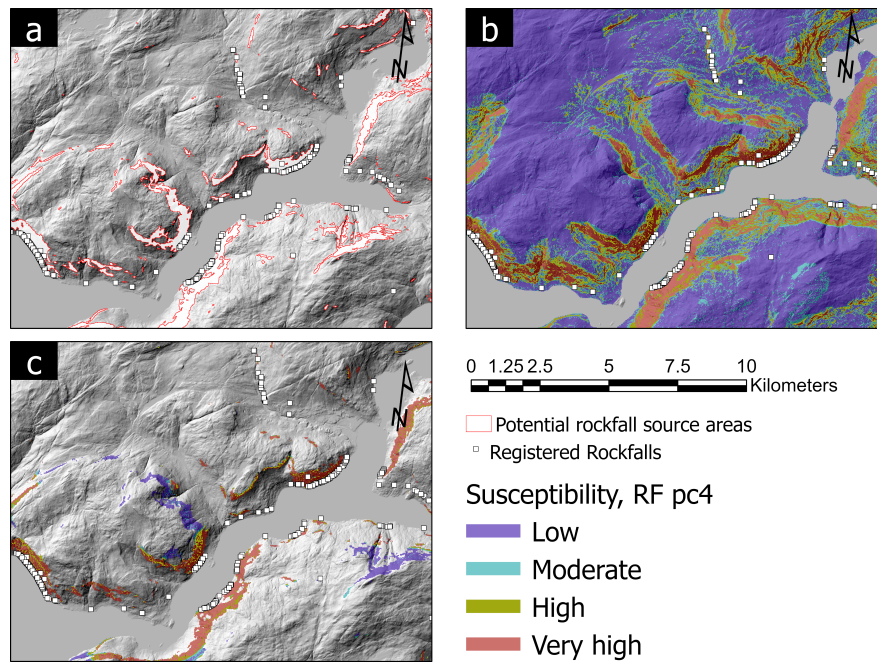 a
N
b
N
c
N
0 1.25 2.5 5 7.5 10
Kilometers
Potential rockfall source areas
Registered Rockfalls
Susceptibility, RF pc4
Low
Moderate
High
Very high